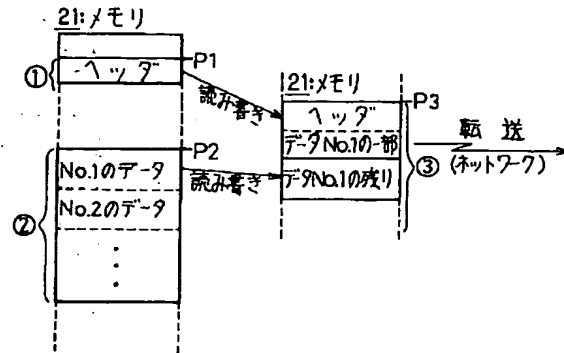 21:メモリ
P1
①
ヘッダ
読み書き
21:メモリ
P3
ヘッダ
データNo.1の一部
データNo.1の残り
③
転送
(ネットワーク)
P2
②
No.1のデータ
No.2のデータ
読み書き